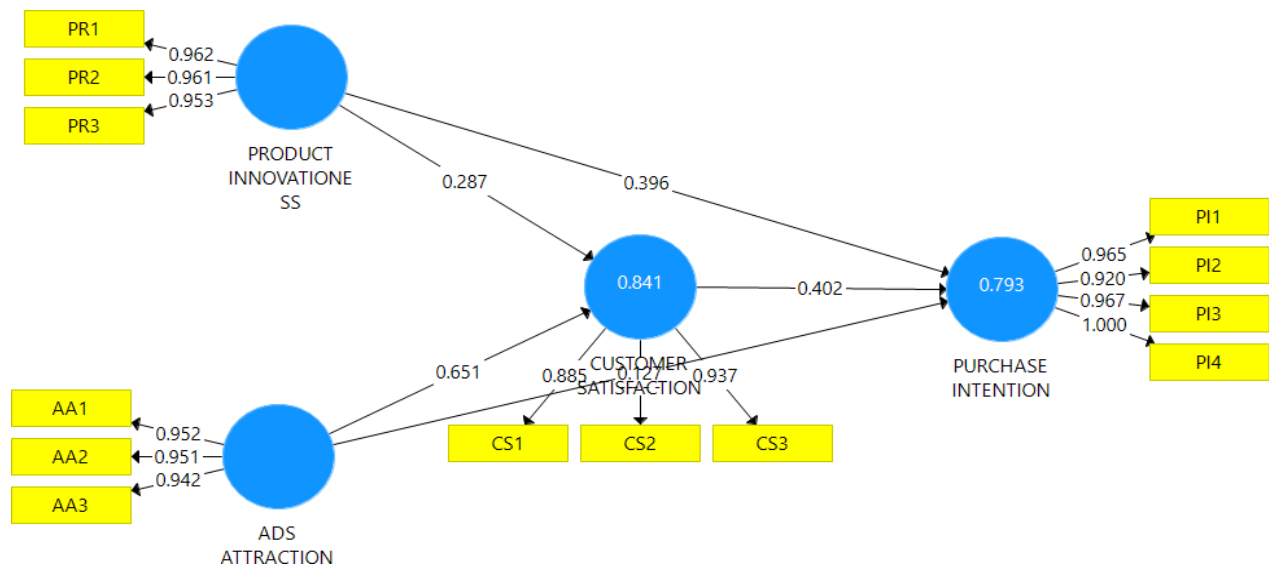 PR1
0.962
PR2
0.961
PR3
0.953
PRODUCT
INNOVATIONE
SS
0.287
0.396
PI1
0.965
PI2
0.920
0.841
0.402
0.793
0.967
PI3
1.000
PI4
CUSTOMER
SATISFACTION
PURCHASE
INTENTION
0.651
0.885
0.127
0.937
AA1
0.952
AA2
0.951
AA3
0.942
CS1
CS2
CS3
ADS
ATTRACTION